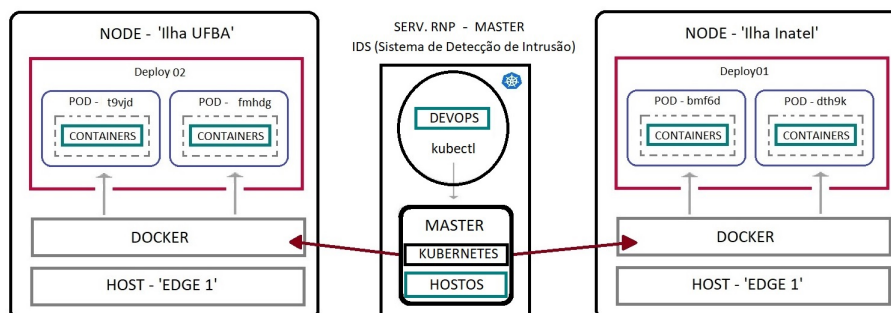 NODE - 'Ilha UFBA'
Deploy 02
POD - t9vjd
POD - fmhdg
CONTAINERS
CONTAINERS
DOCKER
HOST - 'EDGE 1'
SERV. RNP - MASTER
IDS (Sistema de Detecção de Intrusão)
DEVOPS
kubectl
MASTER
KUBERNETES
HOSTOS
NODE - 'Ilha Inatel'
Deploy01
POD - bmf6d
POD - dth9k
CONTAINERS
CONTAINERS
DOCKER
HOST - 'EDGE 1'